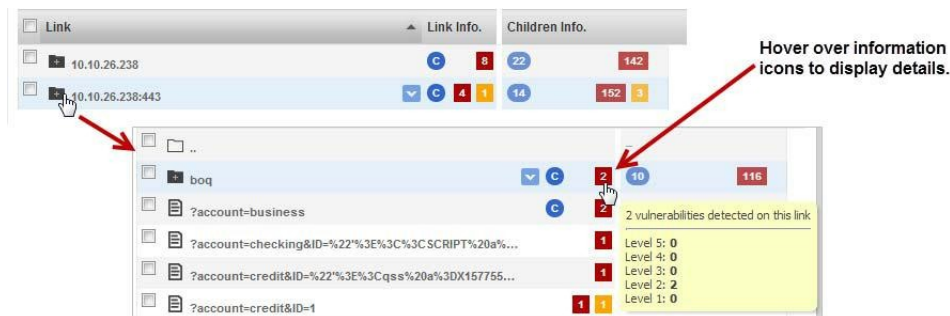 Link Link Info. Children Info.
10.10.26.238 C 8 22 142
10.10.26.238:443 C 4 1 14 152 3
Hover over information
icons to display details.
..
boq C 2 10 116
?account=business C 2
?account=checking&ID=%22'%3E%3C%3CSCRIPT%20a%...
?account=credit&ID=%22'%3E%3Cqss%20a%3DX157755...
?account=credit&ID=1 1 1
1
1
2 vulnerabilities detected on this link
Level 5: 0
Level 4: 0
Level 3: 0
Level 2: 2
Level 1: 0